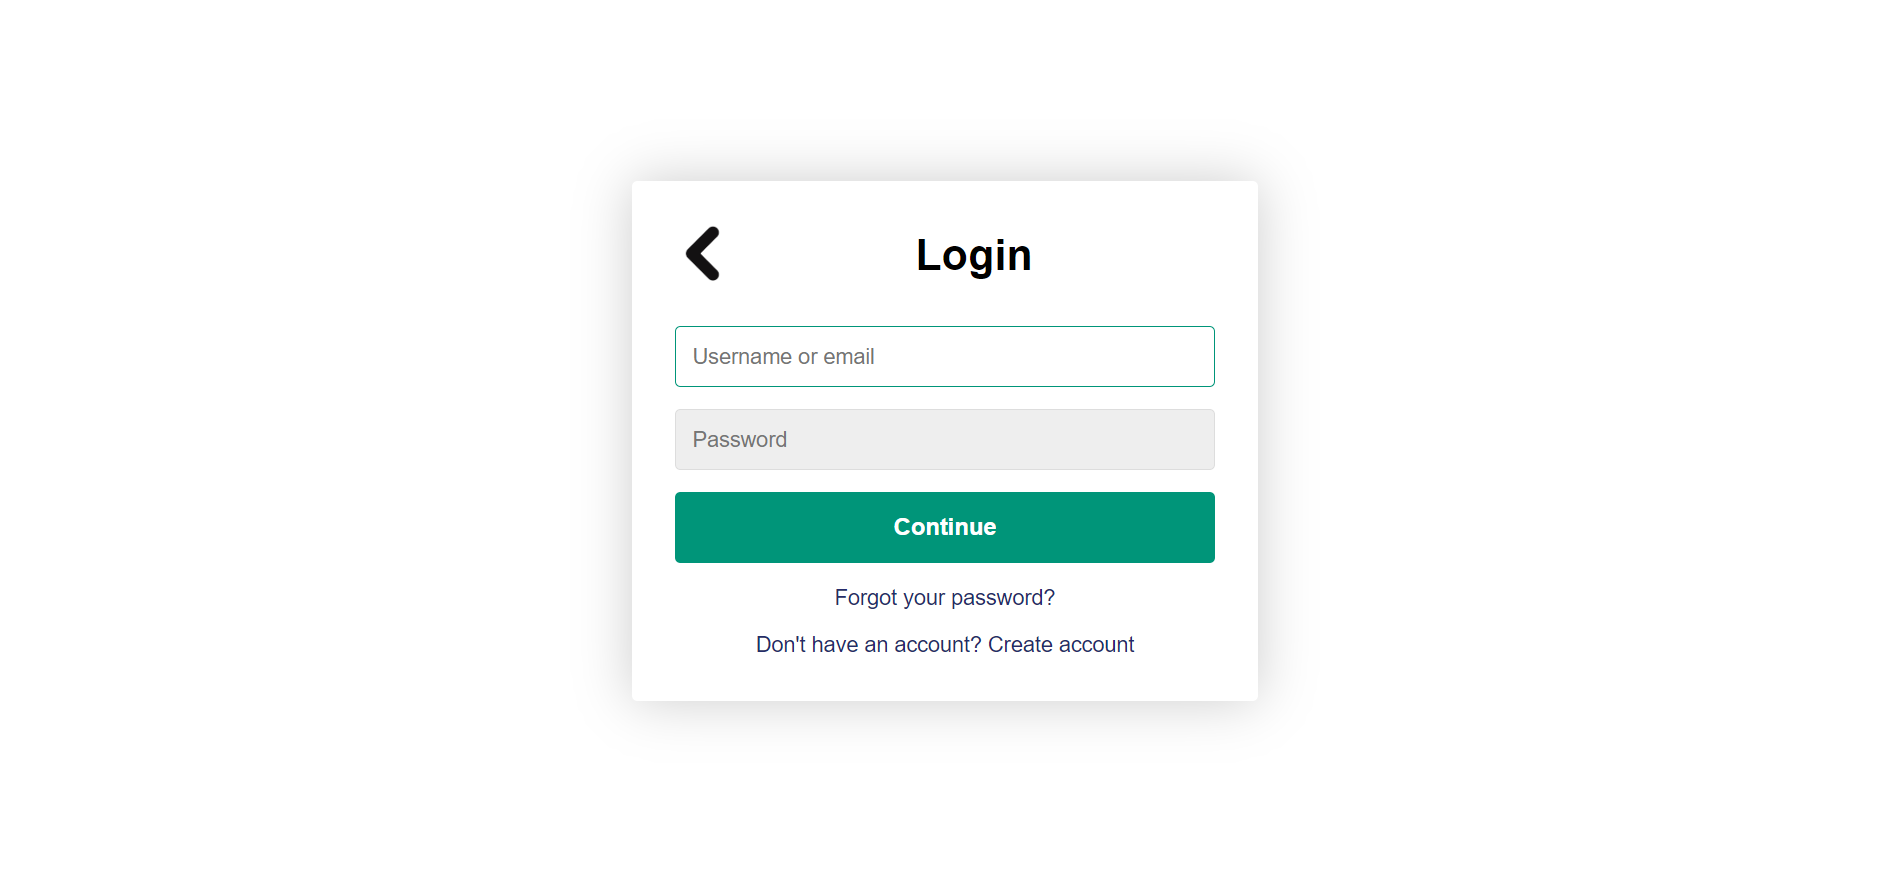 Login
Username or email
Password
Continue
Forgot your password?
Don't have an account? Create account